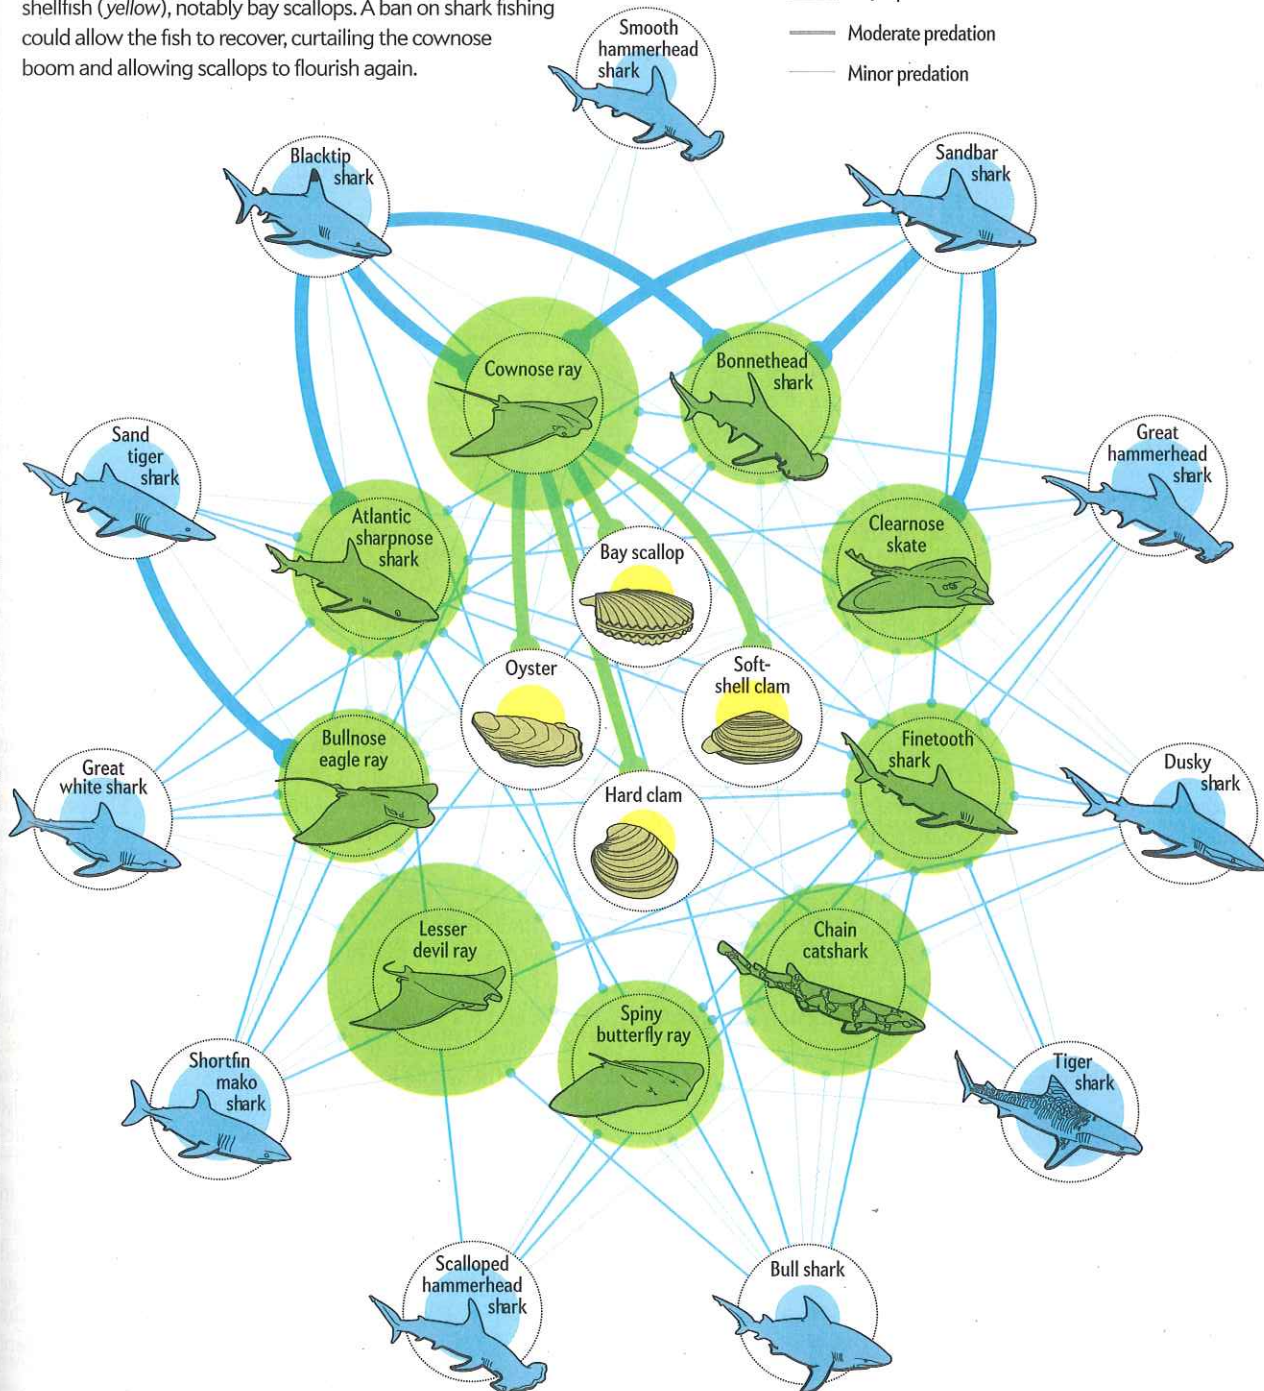 shellfish (yellow), notably bay scallops. A ban on shark fishing
could allow the fish to recover, curtailing the cownose
boom and allowing scallops to flourish again.
Moderate predation
Minor predation
Smooth
hammerhead
shark
Blacktip
shark
Sandbar
shark
Cownose ray
Bonnethead
shark
Sand
tiger
shark
Great
hammerhead
shark
Atlantic
sharpnose
shark
Clearnose
skate
Bay scallop
Oyster
Soft-
shell clam
Bullnose
eagle ray
Finetooth
shark
Great
white shark
Dusky
shark
Hard clam
Lesser
devil ray
Chain
catshark
Spiny
butterfly ray
Shortfin
mako
shark
Tiger
shark
Scalloped
hammerhead
shark
Bull shark